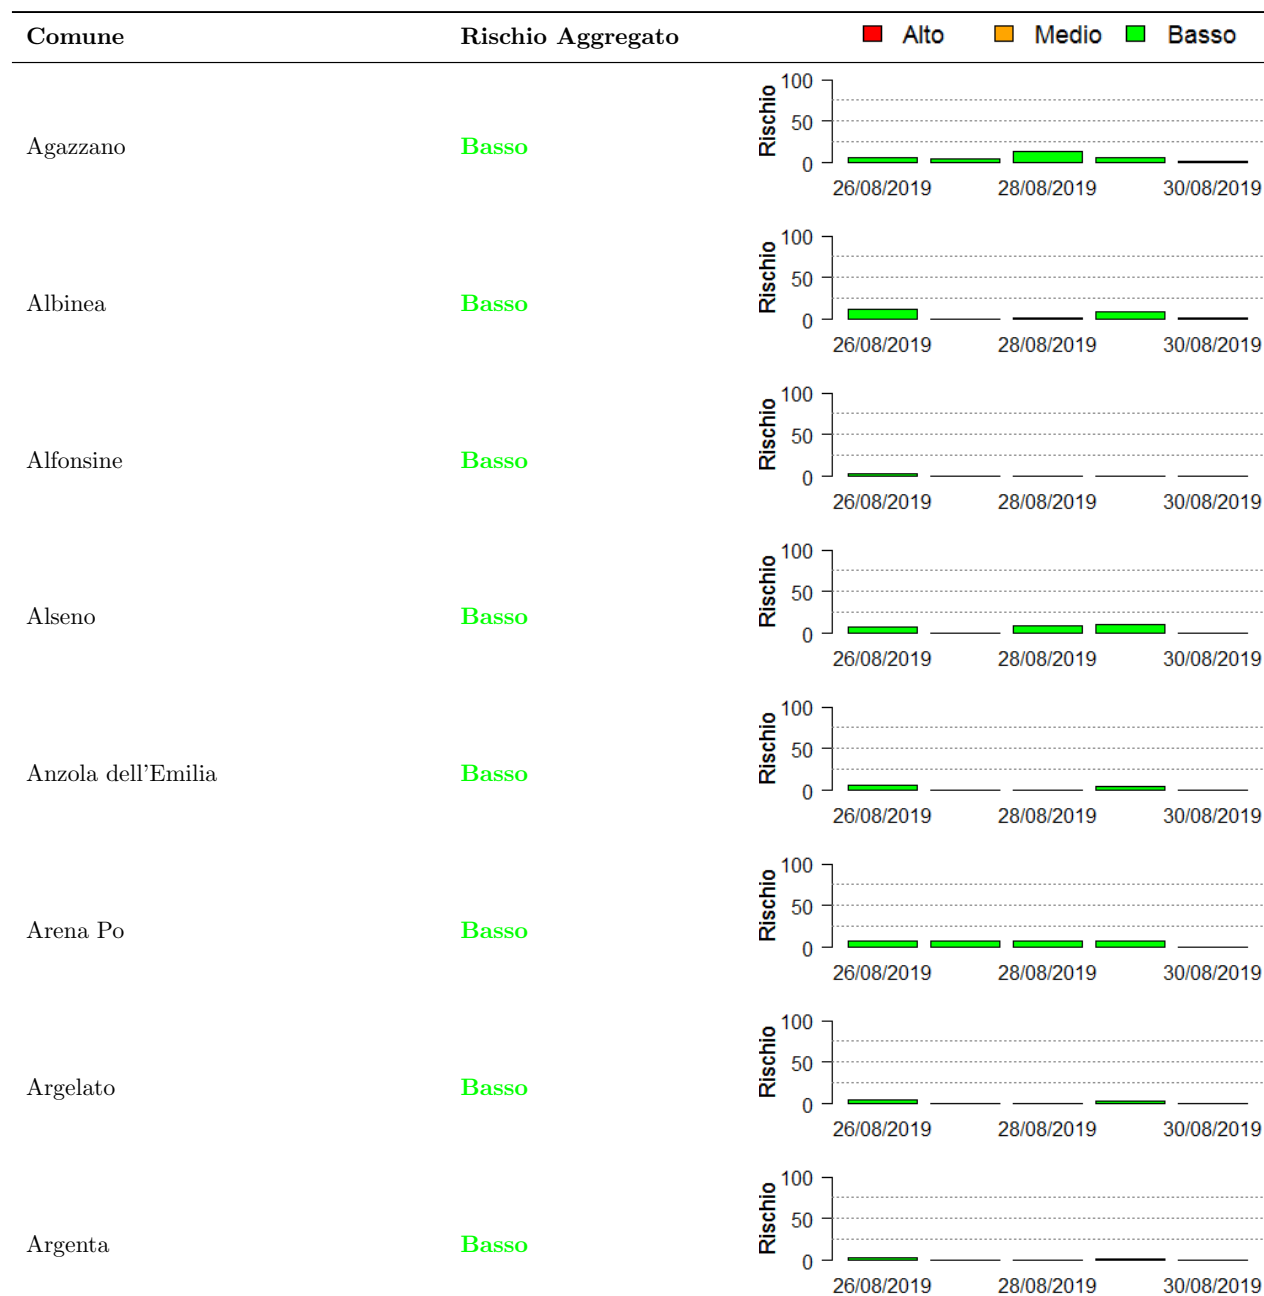 Comune Rischio Aggregato Alto Medio Basso
100
50
0
Rischio
Agazzano Basso
26/08/2019 28/08/2019 30/08/2019
100
50
0
Rischio
Albinea Basso
26/08/2019 28/08/2019 30/08/2019
100
50
0
Rischio
Alfonsine Basso
26/08/2019 28/08/2019 30/08/2019
100
50
0
Rischio
Alseno Basso
26/08/2019 28/08/2019 30/08/2019
100
50
0
Rischio
Anzola dell'Emilia Basso
26/08/2019 28/08/2019 30/08/2019
100
50
0
Rischio
Arena Po Basso
26/08/2019 28/08/2019 30/08/2019
100
50
0
Rischio
Argelato Basso
26/08/2019 28/08/2019 30/08/2019
100
50
0
Rischio
Argenta Basso
26/08/2019 28/08/2019 30/08/2019